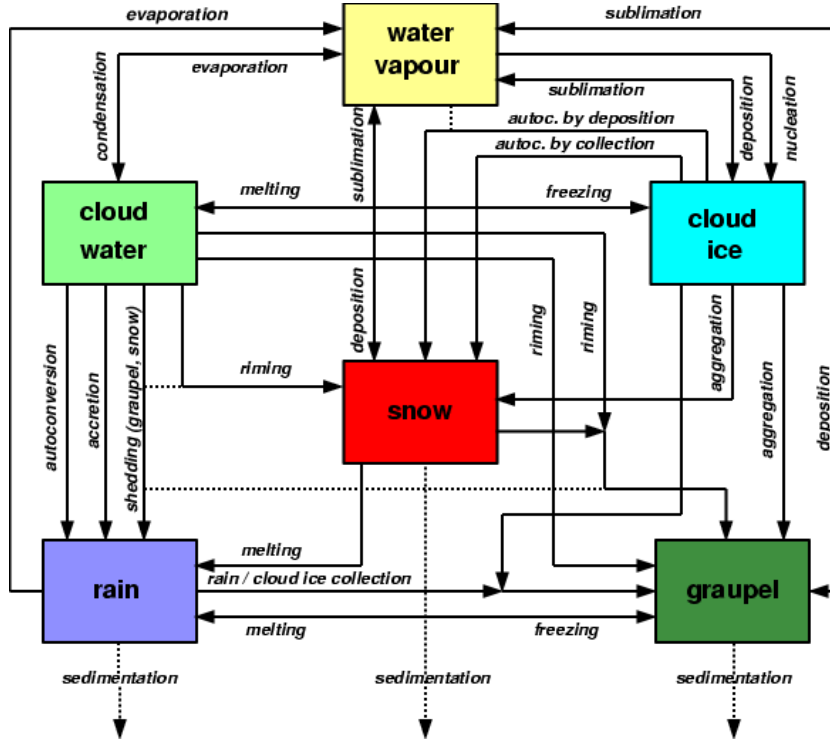 evaporation
sublimation
water
vapour
evaporation
sublimation
condensation
sublimation
autoc. by deposition
autoc. by collection
deposition
nucleation
melting
freezing
cloud
water
cloud
ice
deposition
riming
riming
riming
aggregation
aggregation
deposition
snow
autoconversion
accretion
shedding (graupel, snow)
melting
rain / cloud ice collection
rain
graupel
melting
freezing
sedimentation
sedimentation
sedimentation